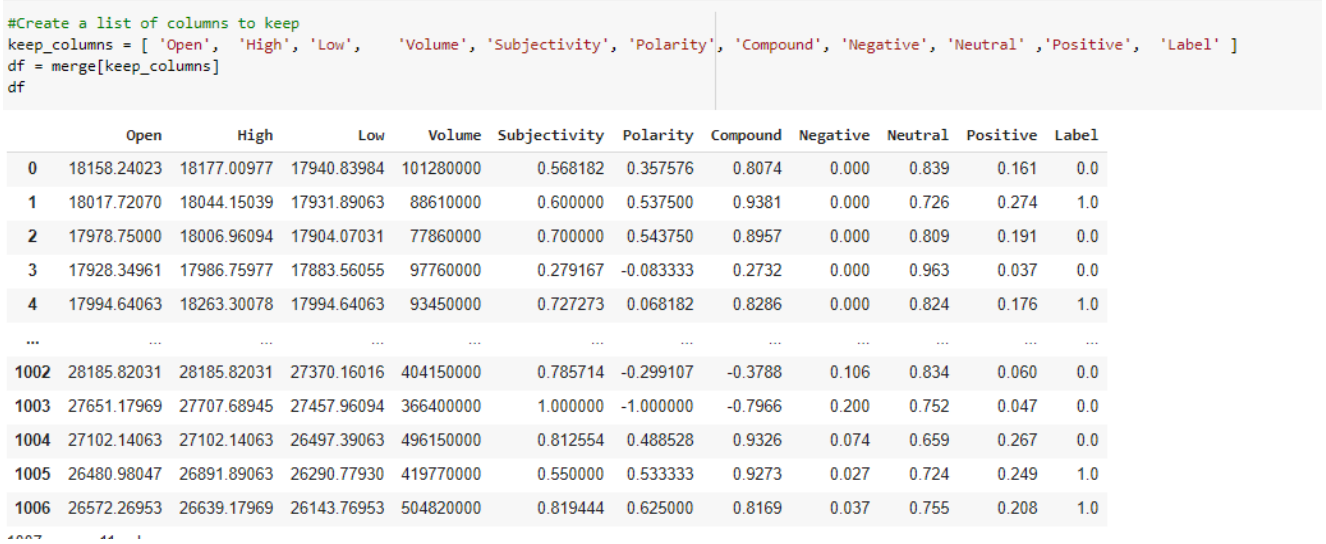 #Create a list of columns to keep
keep_columns = [ 'Open', 'High', 'Low', 'Volume', 'Subjectivity', 'Polarity', 'Compound', 'Negative', 'Neutral' ,'Positive', 'Label' ]
df = merge[keep_columns]
df
Open High Low Volume Subjectivity Polarity Compound Negative Neutral Positive Label
0 18158.24023 18177.00977 17940.83984 101280000 0.568182 0.357576 0.8074 0.000 0.839 0.161 0.0
1 18017.72070 18044.15039 17931.89063 88610000 0.600000 0.537500 0.9381 0.000 0.726 0.274 1.0
2 17978.75000 18006.96094 17904.07031 77860000 0.700000 0.543750 0.8957 0.000 0.809 0.191 0.0
3 17928.34961 17986.75977 17883.56055 97760000 0.279167 -0.083333 0.2732 0.000 0.963 0.037 0.0
4 17994.64063 18263.30078 17994.64063 93450000 0.727273 0.068182 0.8286 0.000 0.824 0.176 1.0
... ... ... ... ... ... ... ... ... ... ... ...
1002 28185.82031 28185.82031 27370.16016 404150000 0.785714 -0.299107 -0.3788 0.106 0.834 0.060 0.0
1003 27651.17969 27707.68945 27457.96094 366400000 1.000000 -1.000000 -0.7966 0.200 0.752 0.047 0.0
1004 27102.14063 27102.14063 26497.39063 496150000 0.812554 0.488528 0.9326 0.074 0.659 0.267 0.0
1005 26480.98047 26891.89063 26290.77930 419770000 0.550000 0.533333 0.9273 0.027 0.724 0.249 1.0
1006 26572.26953 26639.17969 26143.76953 504820000 0.819444 0.625000 0.8169 0.037 0.755 0.208 1.0